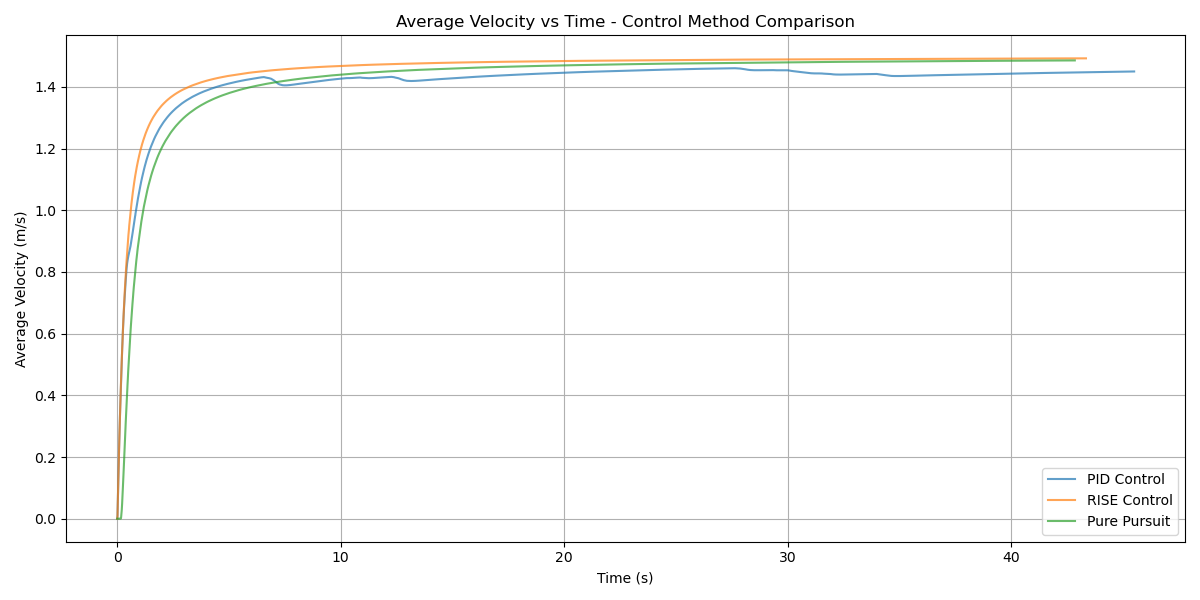 Average Velocity vs Time - Control Method Comparison
Average Velocity (m/s)
1.4
1.2
1.0
0.8
0.6
0.4
0.2
0.0
0
10
20
30
40
Time (s)
PID Control
RISE Control
Pure Pursuit